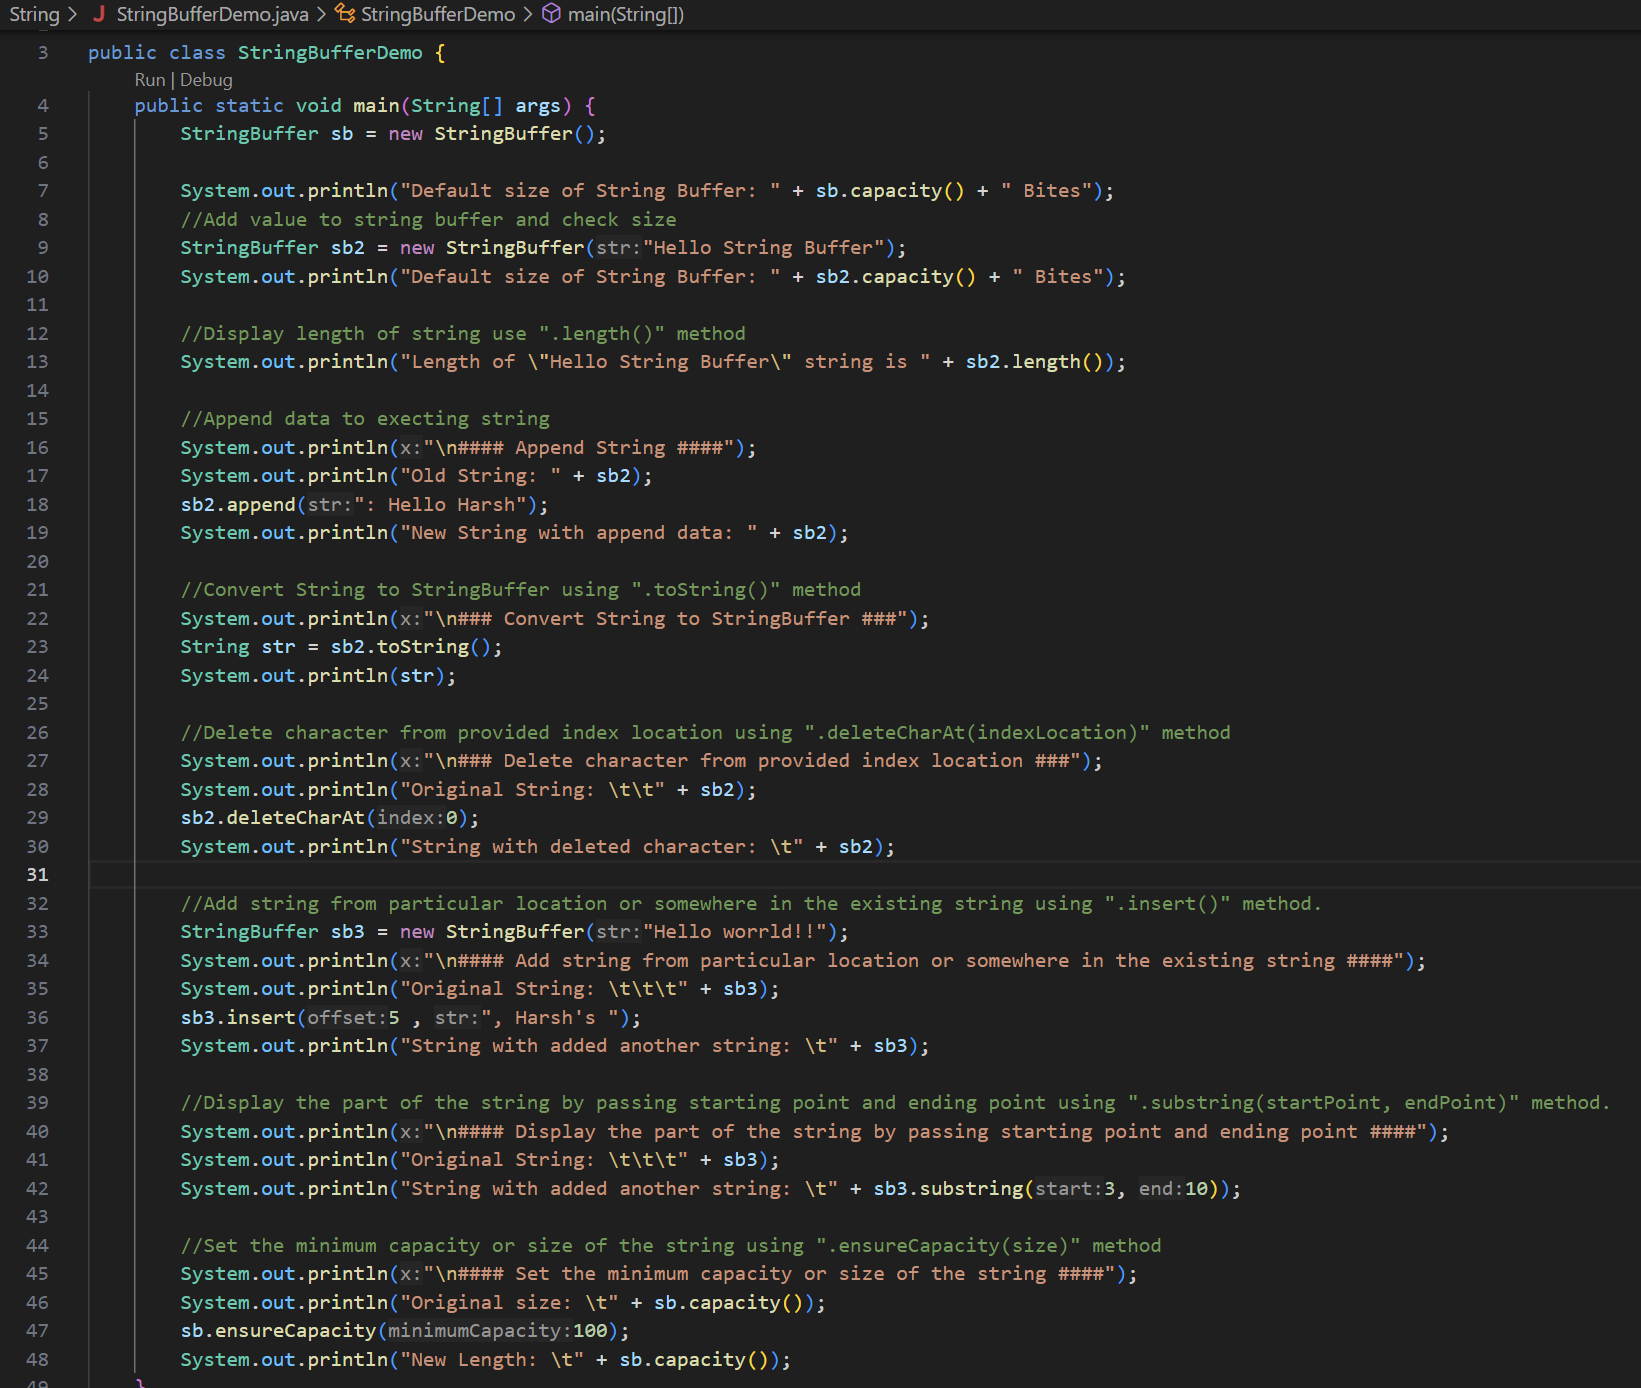 String > J StringBufferDemo.java > StringBufferDemo > main(String[])
3 public class StringBufferDemo {
Run | Debug
4 public static void main(String[] args) {
5 StringBuffer sb = new StringBuffer();
6
7 System.out.println("Default size of String Buffer: " + sb.capacity() + " Bites");
8 //Add value to string buffer and check size
9 StringBuffer sb2 = new StringBuffer(str:"Hello String Buffer");
10 System.out.println("Default size of String Buffer: " + sb2.capacity() + " Bites");
11
12 //Display length of string use ".length()" method
13 System.out.println("Length of \"Hello String Buffer\" string is " + sb2.length());
14
15 //Append data to execting string
16 System.out.println(x:"\n#### Append String ####");
17 System.out.println("Old String: " + sb2);
18 sb2.append(str:": Hello Harsh");
19 System.out.println("New String with append data: " + sb2);
20
21 //Convert String to StringBuffer using ".toString()" method
22 System.out.println(x:"\n### Convert String to StringBuffer ###");
23 String str = sb2.toString();
24 System.out.println(str);
25
26 //Delete character from provided index location using ".deleteCharAt(indexLocation)" method
27 System.out.println(x:"\n### Delete character from provided index location ###");
28 System.out.println("Original String: \t\t" + sb2);
29 sb2.deleteCharAt(index:0);
30 System.out.println("String with deleted character: \t" + sb2);
31
32 //Add string from particular location or somewhere in the existing string using ".insert()" method.
33 StringBuffer sb3 = new StringBuffer(str:"Hello worrld!!");
34 System.out.println(x:"\n#### Add string from particular location or somewhere in the existing string ####");
35 System.out.println("Original String: \t\t\t" + sb3);
36 sb3.insert(offset:5 , str:", Harsh's ");
37 System.out.println("String with added another string: \t" + sb3);
38
39 //Display the part of the string by passing starting point and ending point using ".substring(startPoint, endPoint)" method.
40 System.out.println(x:"\n#### Display the part of the string by passing starting point and ending point ####");
41 System.out.println("Original String: \t\t\t" + sb3);
42 System.out.println("String with added another string: \t" + sb3.substring(start:3, end:10));
43
44 //Set the minimum capacity or size of the string using ".ensureCapacity(size)" method
45 System.out.println(x:"\n#### Set the minimum capacity or size of the string ####");
46 System.out.println("Original size: \t" + sb.capacity());
47 sb.ensureCapacity(minimumCapacity:100);
48 System.out.println("New Length: \t" + sb.capacity());
49 }